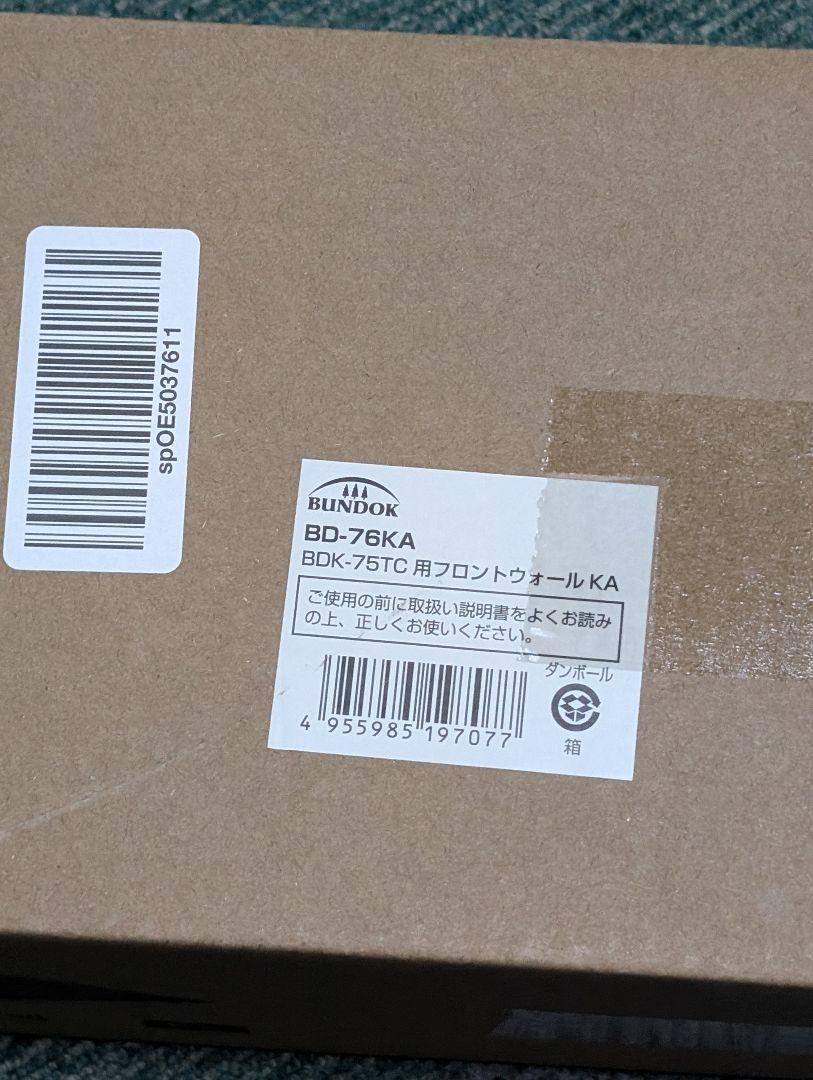 spOE5037611
BUNDOK
BD-76KA
BDK-75TC 用フロントウォール KA
ご使用の前に取扱い説明書をよくお読み
の上、正しくお使いください。
ダンボール
箱
4 955985 197077